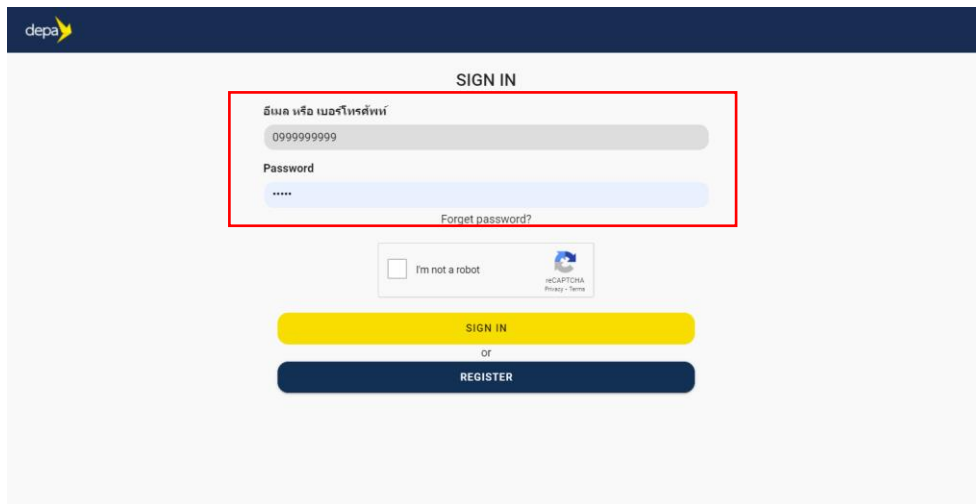 depa
SIGN IN
อีเมล หรือ เบอร์โทรศัพท์
0999999999
Password
•••••
Forget password?
I'm not a robot
reCAPTCHA
Privacy - Terms
SIGN IN
or
REGISTER